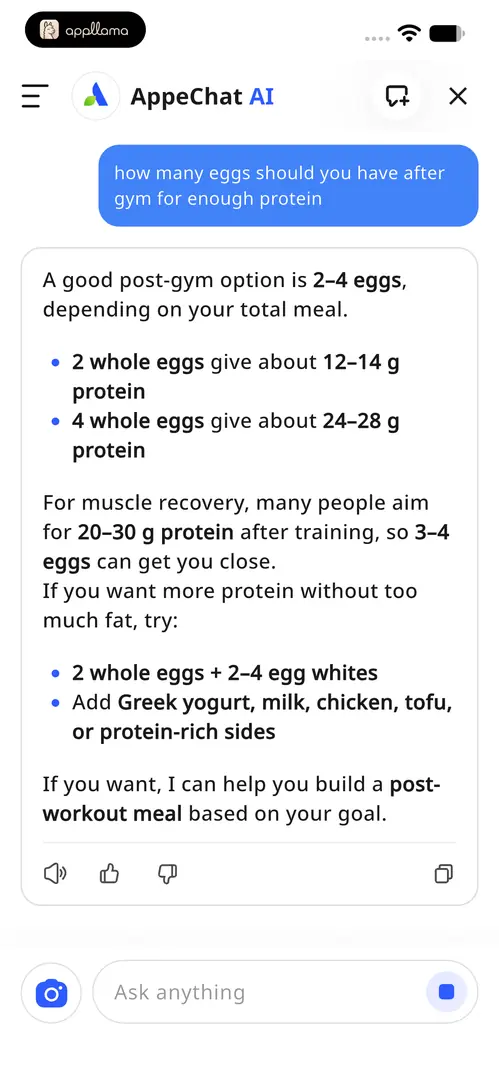 appllama
AppeChat AI
how many eggs should you have after
gym for enough protein
A good post-gym option is 2–4 eggs,
depending on your total meal.
• 2 whole eggs give about 12–14 g
protein
• 4 whole eggs give about 24–28 g
protein
For muscle recovery, many people aim
for 20–30 g protein after training, so 3–4
eggs can get you close.
If you want more protein without too
much fat, try:
• 2 whole eggs + 2–4 egg whites
• Add Greek yogurt, milk, chicken, tofu,
or protein-rich sides
If you want, I can help you build a post-
workout meal based on your goal.
Ask anything